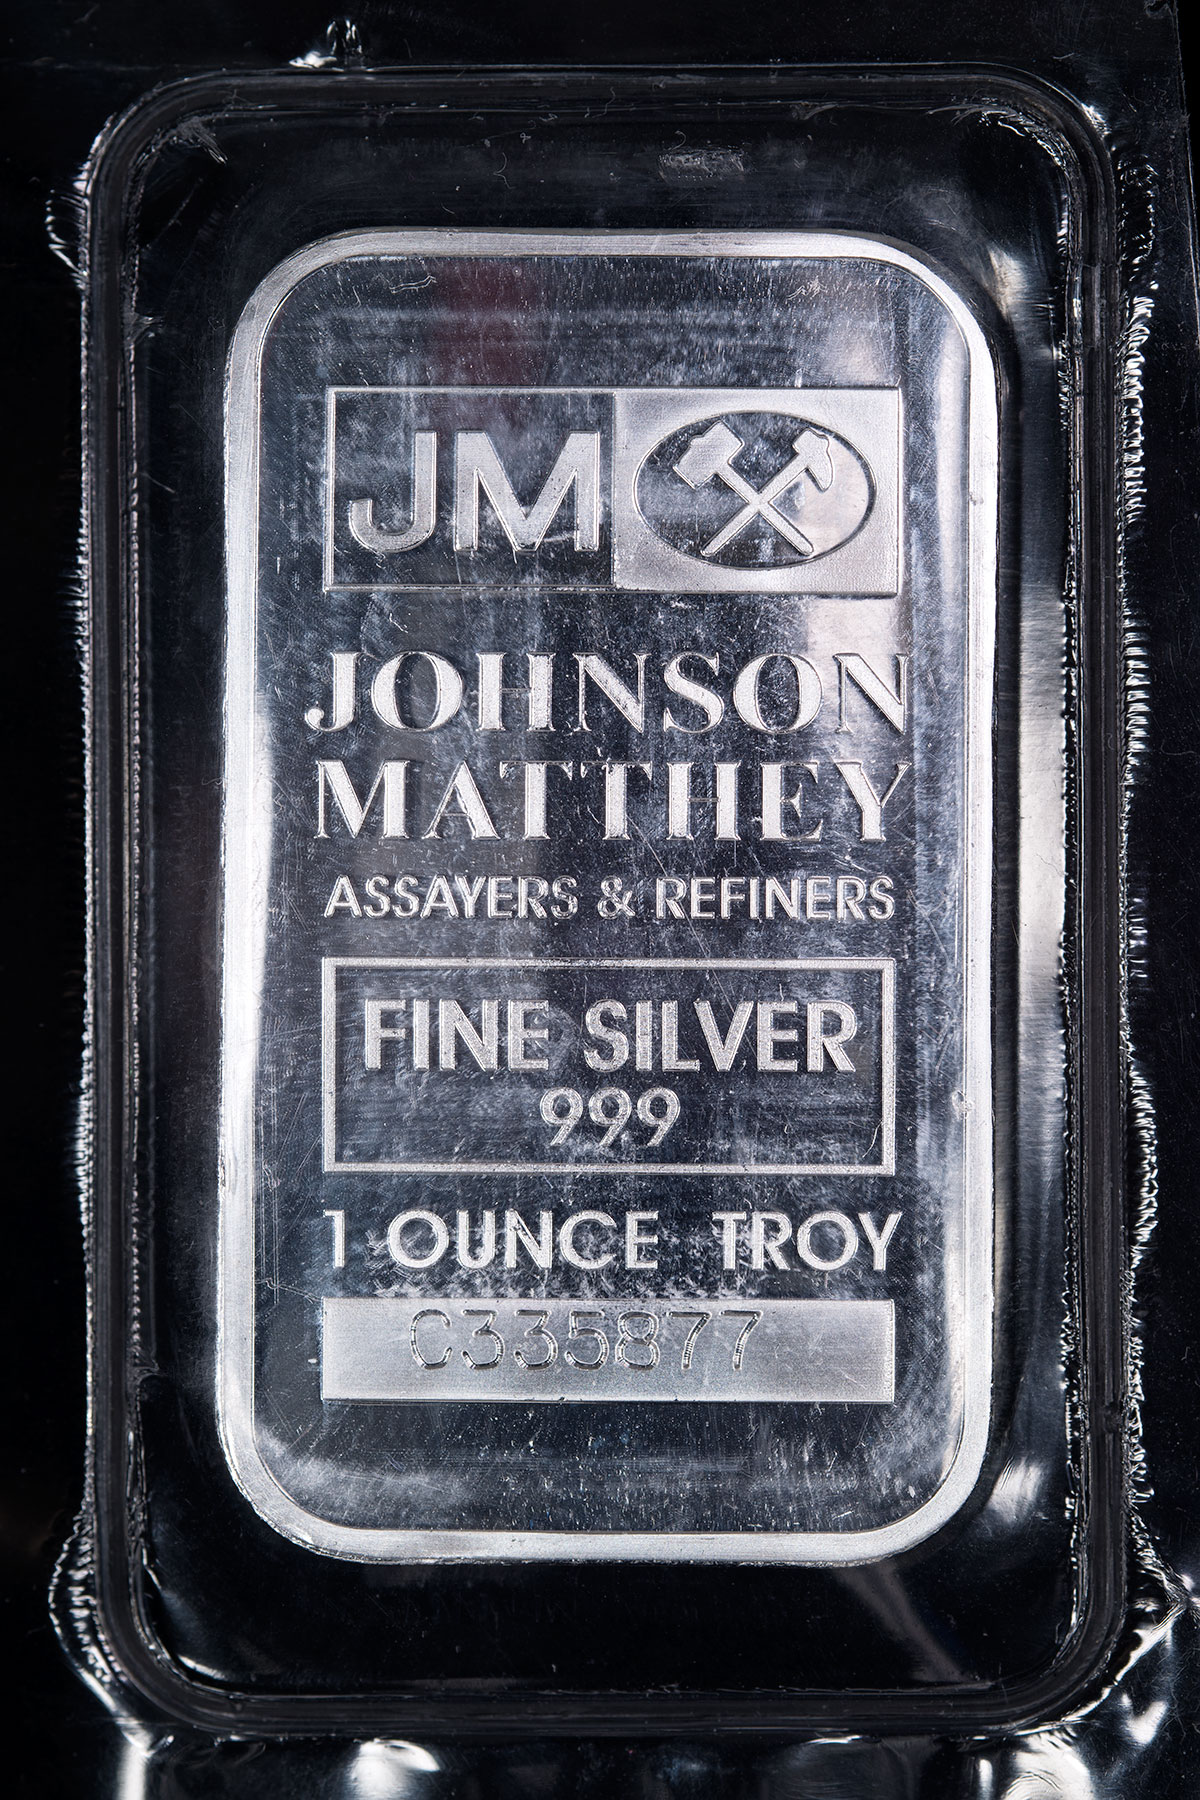 JM
JOHNSON
MATTHEY
ASSAYERS & REFINERS
FINE SILVER
999
1 OUNCE TROY
C335877